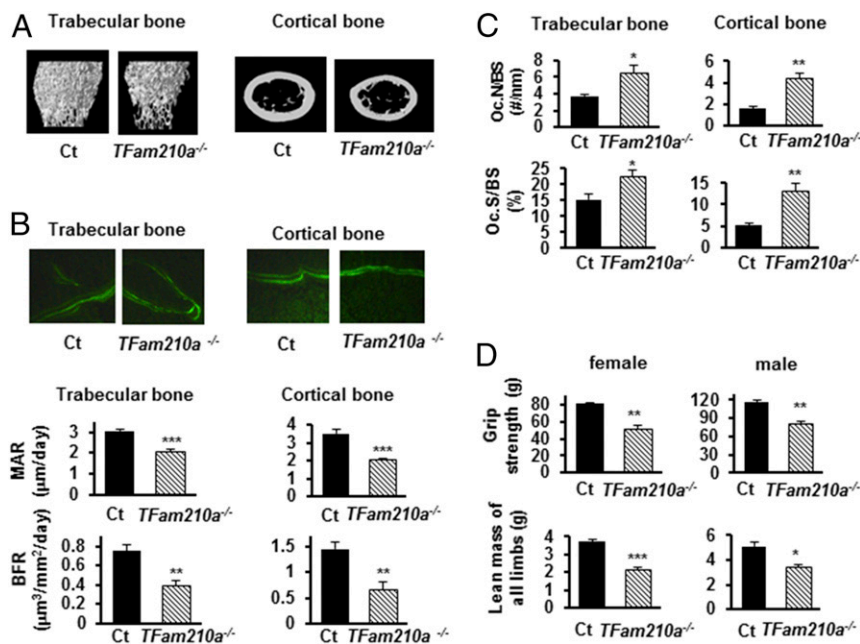 A
Trabecular bone
Cortical bone
Ct
TFam210a-/-
Ct
TFam210a-/-
B
Trabecular bone
Cortical bone
Ct
TFam210a -/-
Ct
TFam210a -/-
Trabecular bone
Cortical bone
MAR
(µm/day)
3
2
1
0
***
Ct TFam210a-/-
4
3
2
1
0
***
Ct TFam210a-/-
BFR
(µm³/mm²/day)
0.8
0.6
0.4
0.2
0
**
Ct TFam210a-/-
1.5
1
0.5
0
**
Ct TFam210a-/-
C
Trabecular bone
Cortical bone
Oc.N/BS
(#/nm)
8
6
4
2
0
*
Ct TFam210a-/-
6
4
2
0
**
Ct TFam210a-/-
Oc.S/BS
(%)
25
20
15
10
5
0
*
Ct TFam210a-/-
15
10
5
0
**
Ct TFam210a-/-
D
female
male
Grip
strength (g)
80
60
40
20
0
**
Ct TFam210a-/-
120
90
60
30
0
**
Ct TFam210a-/-
Lean mass of
all limbs (g)
4
3
2
1
0
***
Ct TFam210a-/-
6
4
2
0
*
Ct TFam210a-/-